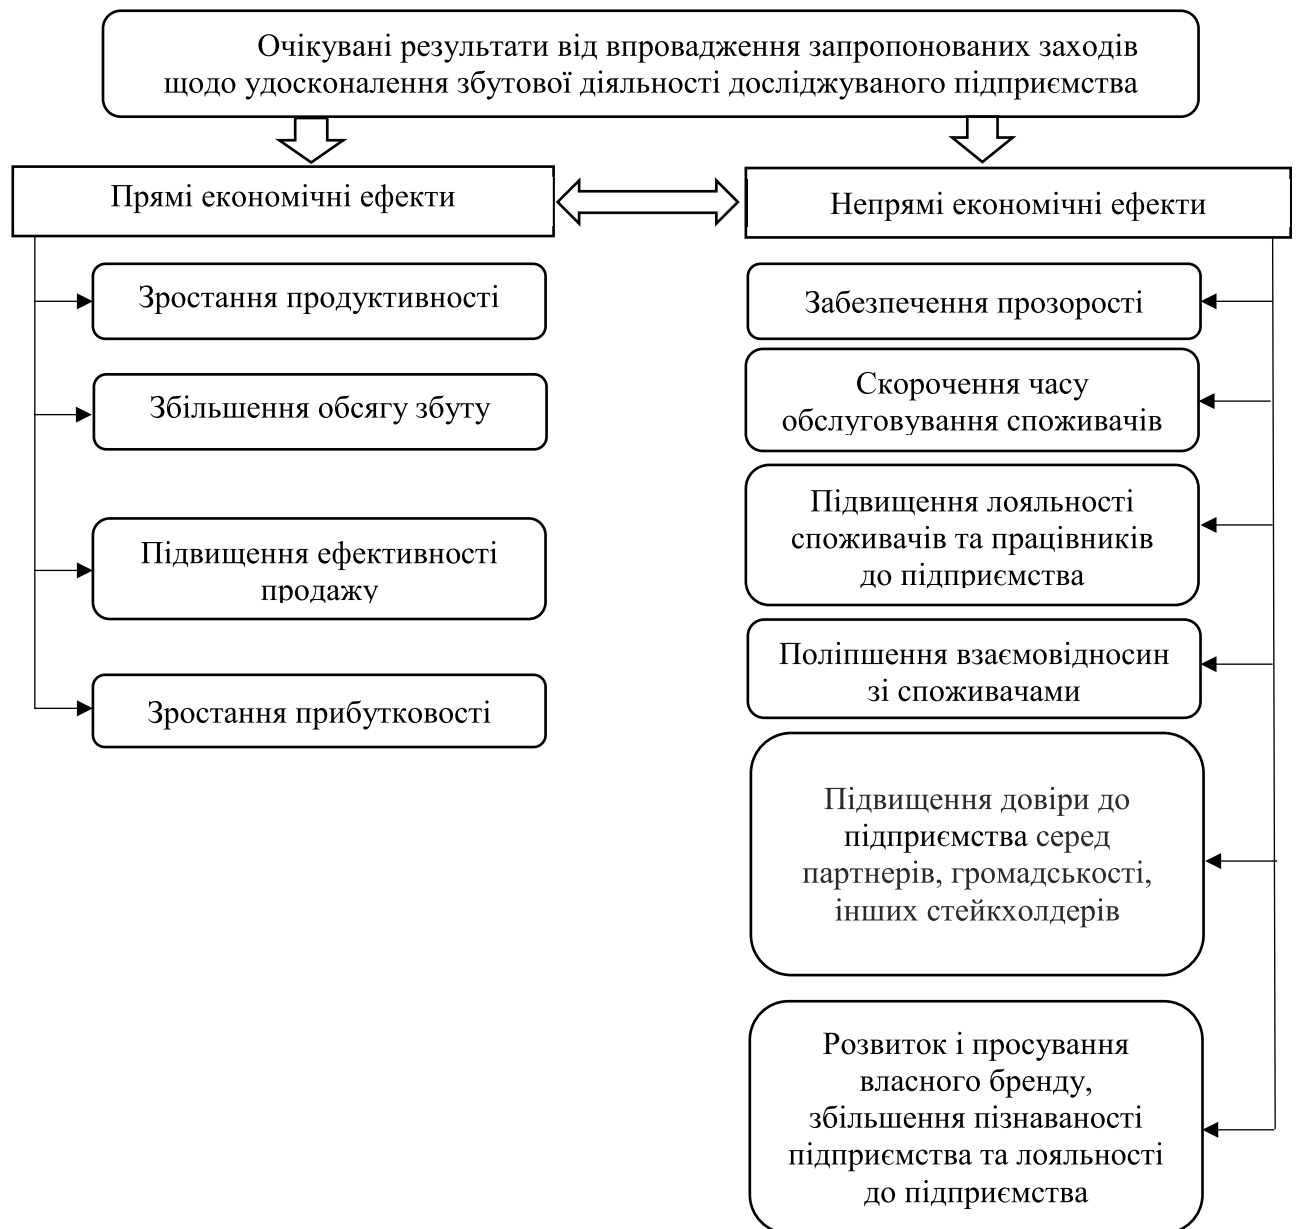 Очікувані результати від впровадження запропонованих заходів
щодо удосконалення збутової діяльності досліджуваного підприємства
Прямі економічні ефекти
Непрямі економічні ефекти
Зростання продуктивності
Збільшення обсягу збуту
Підвищення ефективності
продажу
Зростання прибутковості
Забезпечення прозорості
Скорочення часу
обслуговування споживачів
Підвищення лояльності
споживачів та працівників
до підприємства
Поліпшення взаємовідносин
зі споживачами
Підвищення довіри до
підприємства серед
партнерів, громадськості,
інших стейкхолдерів
Розвиток і просування
власного бренду,
збільшення пізнаваності
підприємства та лояльності
до підприємства